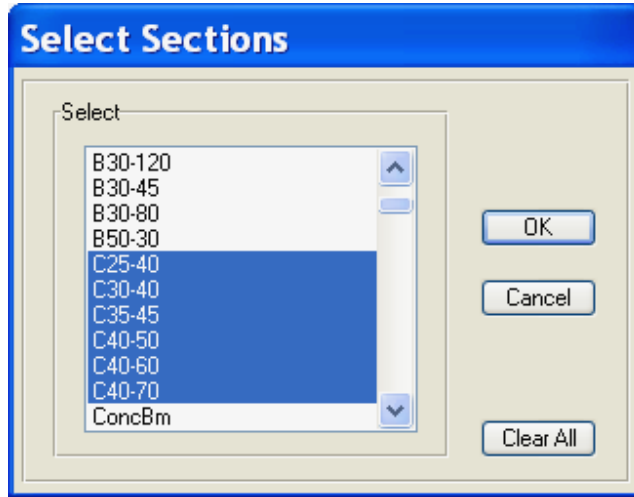 Select Sections
Select
B30-120
B30-45
B30-80
B50-30
C25-40
C30-40
C35-45
C40-50
C40-60
C40-70
ConcBm
OK
Cancel
Clear All